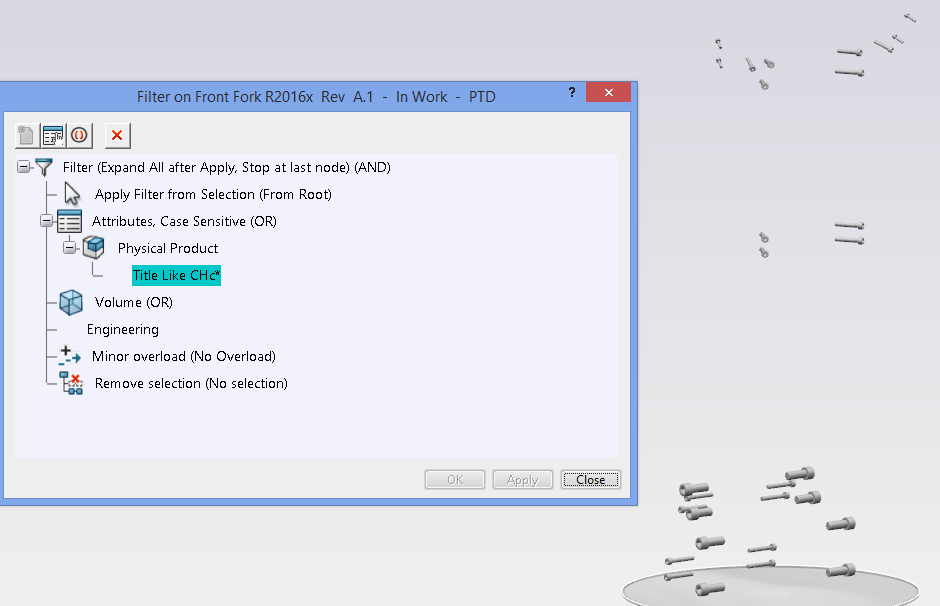 Filter on Front Fork R2016x Rev A.1 - In Work - PTD ?
Filter (Expand All after Apply, Stop at last node) (AND)
Apply Filter from Selection (From Root)
Attributes, Case Sensitive (OR)
Physical Product
Title Like CHc*
Volume (OR)
Engineering
Minor overload (No Overload)
Remove selection (No selection)
OK Apply Close